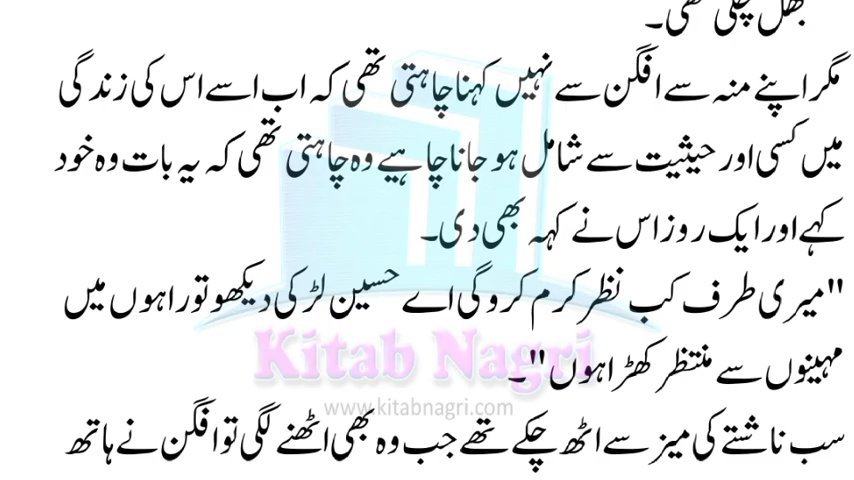 بھل چکی تھی۔
مگر اپنے منہ سے افگن سے نہیں کہنا چاہتی تھی کہ اب اسے اس کی زندگی
میں کسی اور حیثیت سے شامل ہو جانا چاہیے وہ چاہتی تھی کہ یہ بات وہ خود
کہے اور ایک روز اس نے کہہ بھی دی۔
"میری طرف کب نظر کرم کرو گی اے حسین لڑکی دیکھو تو راہوں میں
Kitab Nagri
مہینوں سے منتظر کھڑا ہوں"۔
www.kitabnagri.com
سب ناشتے کی میز سے اٹھ چکے تھے جب وہ بھی اٹھنے لگی تو افگن نے ہاتھ